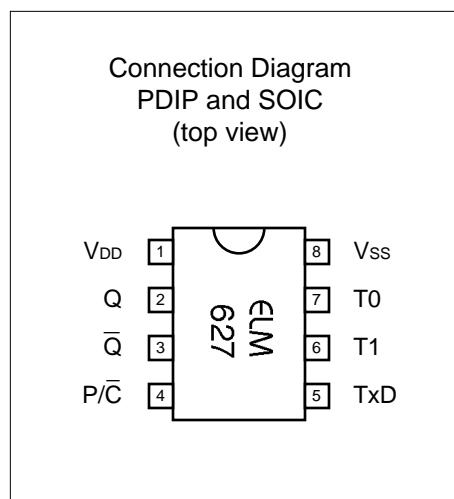 Connection Diagram
PDIP and SOIC
(top view)
VDD 1 8 VSS
Q 2 7 T0
Q̅ 3 6 T1
P/C̅ 4 5 TxD
ELM
627